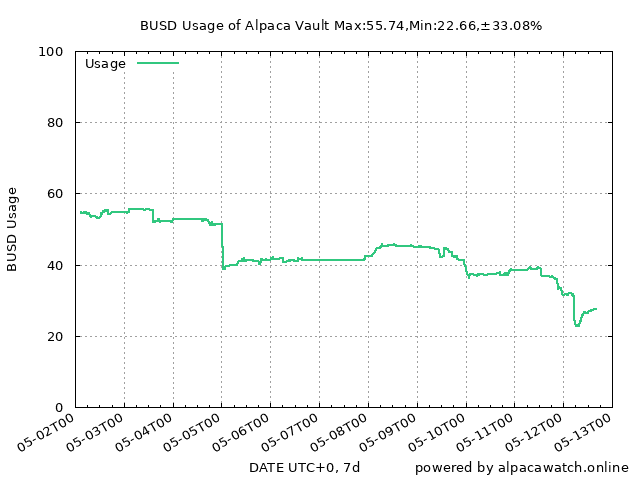 BUSD Usage of Alpaca Vault Max:55.74,Min:22.66,±33.08%
Usage
BUSD Usage
100
80
60
40
20
0
05-02T00
05-03T00
05-04T00
05-05T00
05-06T00
05-07T00
05-08T00
05-09T00
05-10T00
05-11T00
05-12T00
05-13T00
DATE UTC+0, 7d
powered by alpacawatch.online